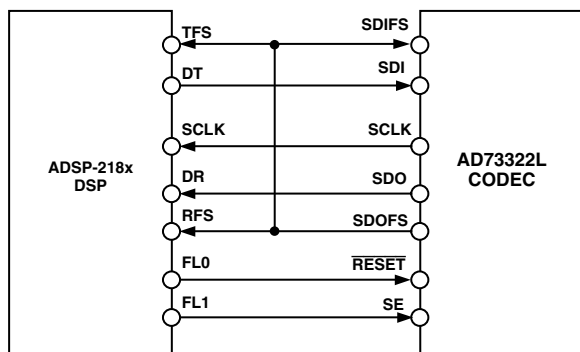 TFS SDIFS
DT SDI
SCLK SCLK
ADSP-218x
DSP
AD73322L
CODEC
DR SDO
RFS SDOFS
FL0 RESET
FL1 SE